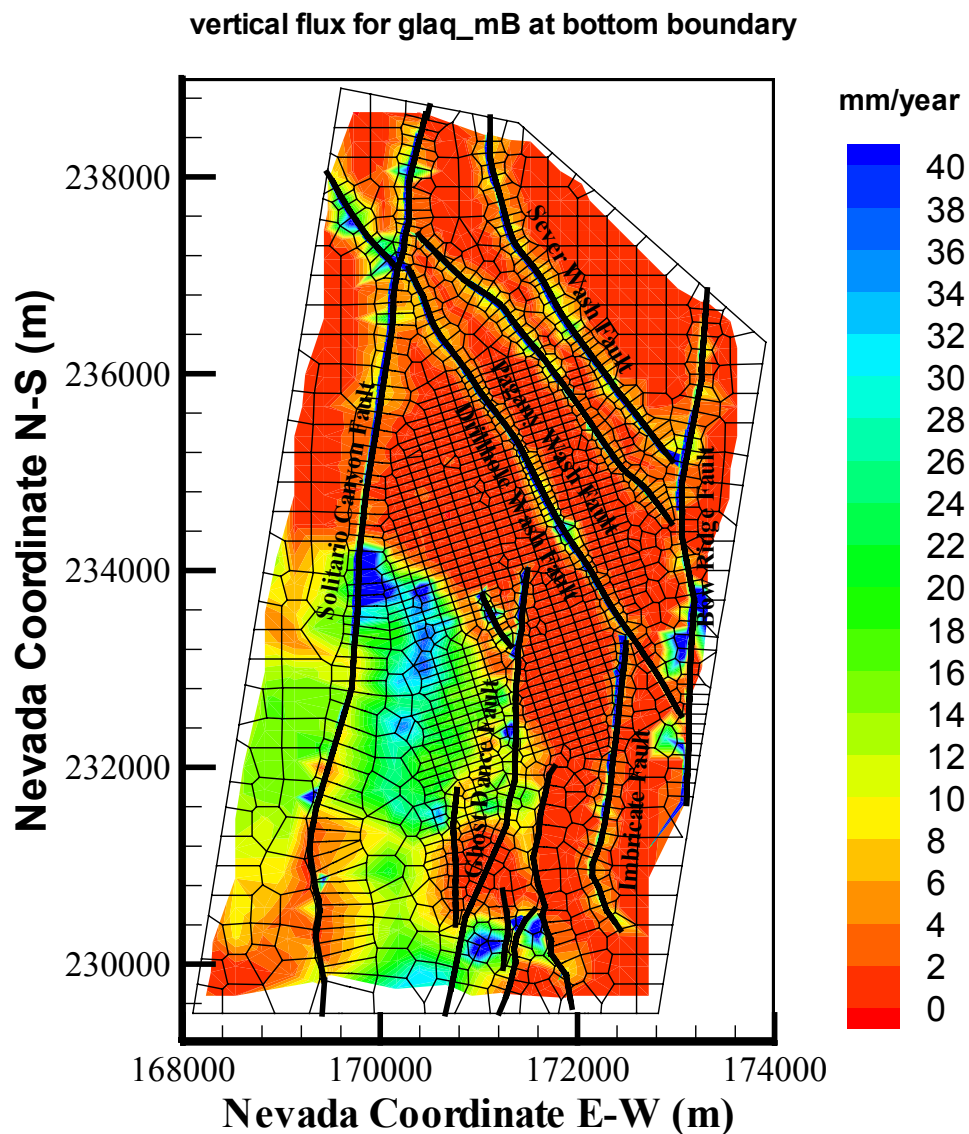 vertical flux for glaq_mB at bottom boundary
mm/year
40
38
36
34
32
30
28
26
24
22
20
18
16
14
12
10
8
6
4
2
0
Nevada Coordinate N-S (m)
238000
236000
234000
232000
230000
Sever Wash Fault
Pagany Wash Fault
Drillhole Wash Fault
Solitario Canyon Fault
Bow Ridge Fault
Ghost Dance Fault
Imbricate Fault
168000 170000 172000 174000
Nevada Coordinate E-W (m)